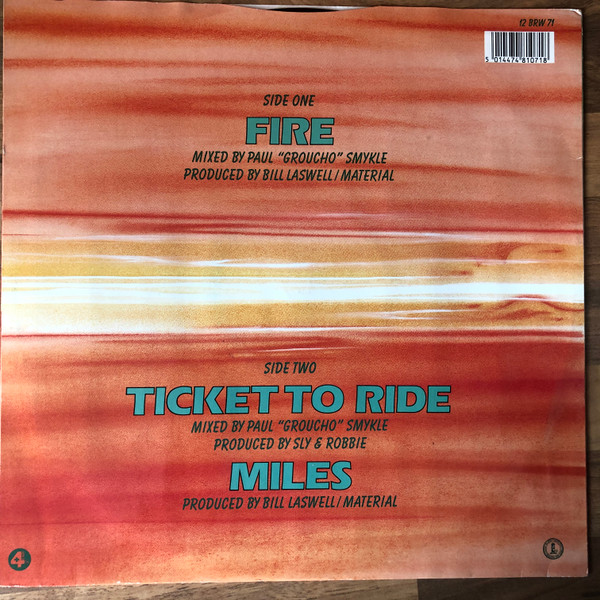 12 BRW 71
5 014474 810718
SIDE ONE
FIRE
MIXED BY PAUL "GROUCHO" SMYKLE
PRODUCED BY BILL LASWELL/MATERIAL
SIDE TWO
TICKET TO RIDE
MIXED BY PAUL "GROUCHO" SMYKLE
PRODUCED BY SLY & ROBBIE
MILES
PRODUCED BY BILL LASWELL/MATERIAL
4